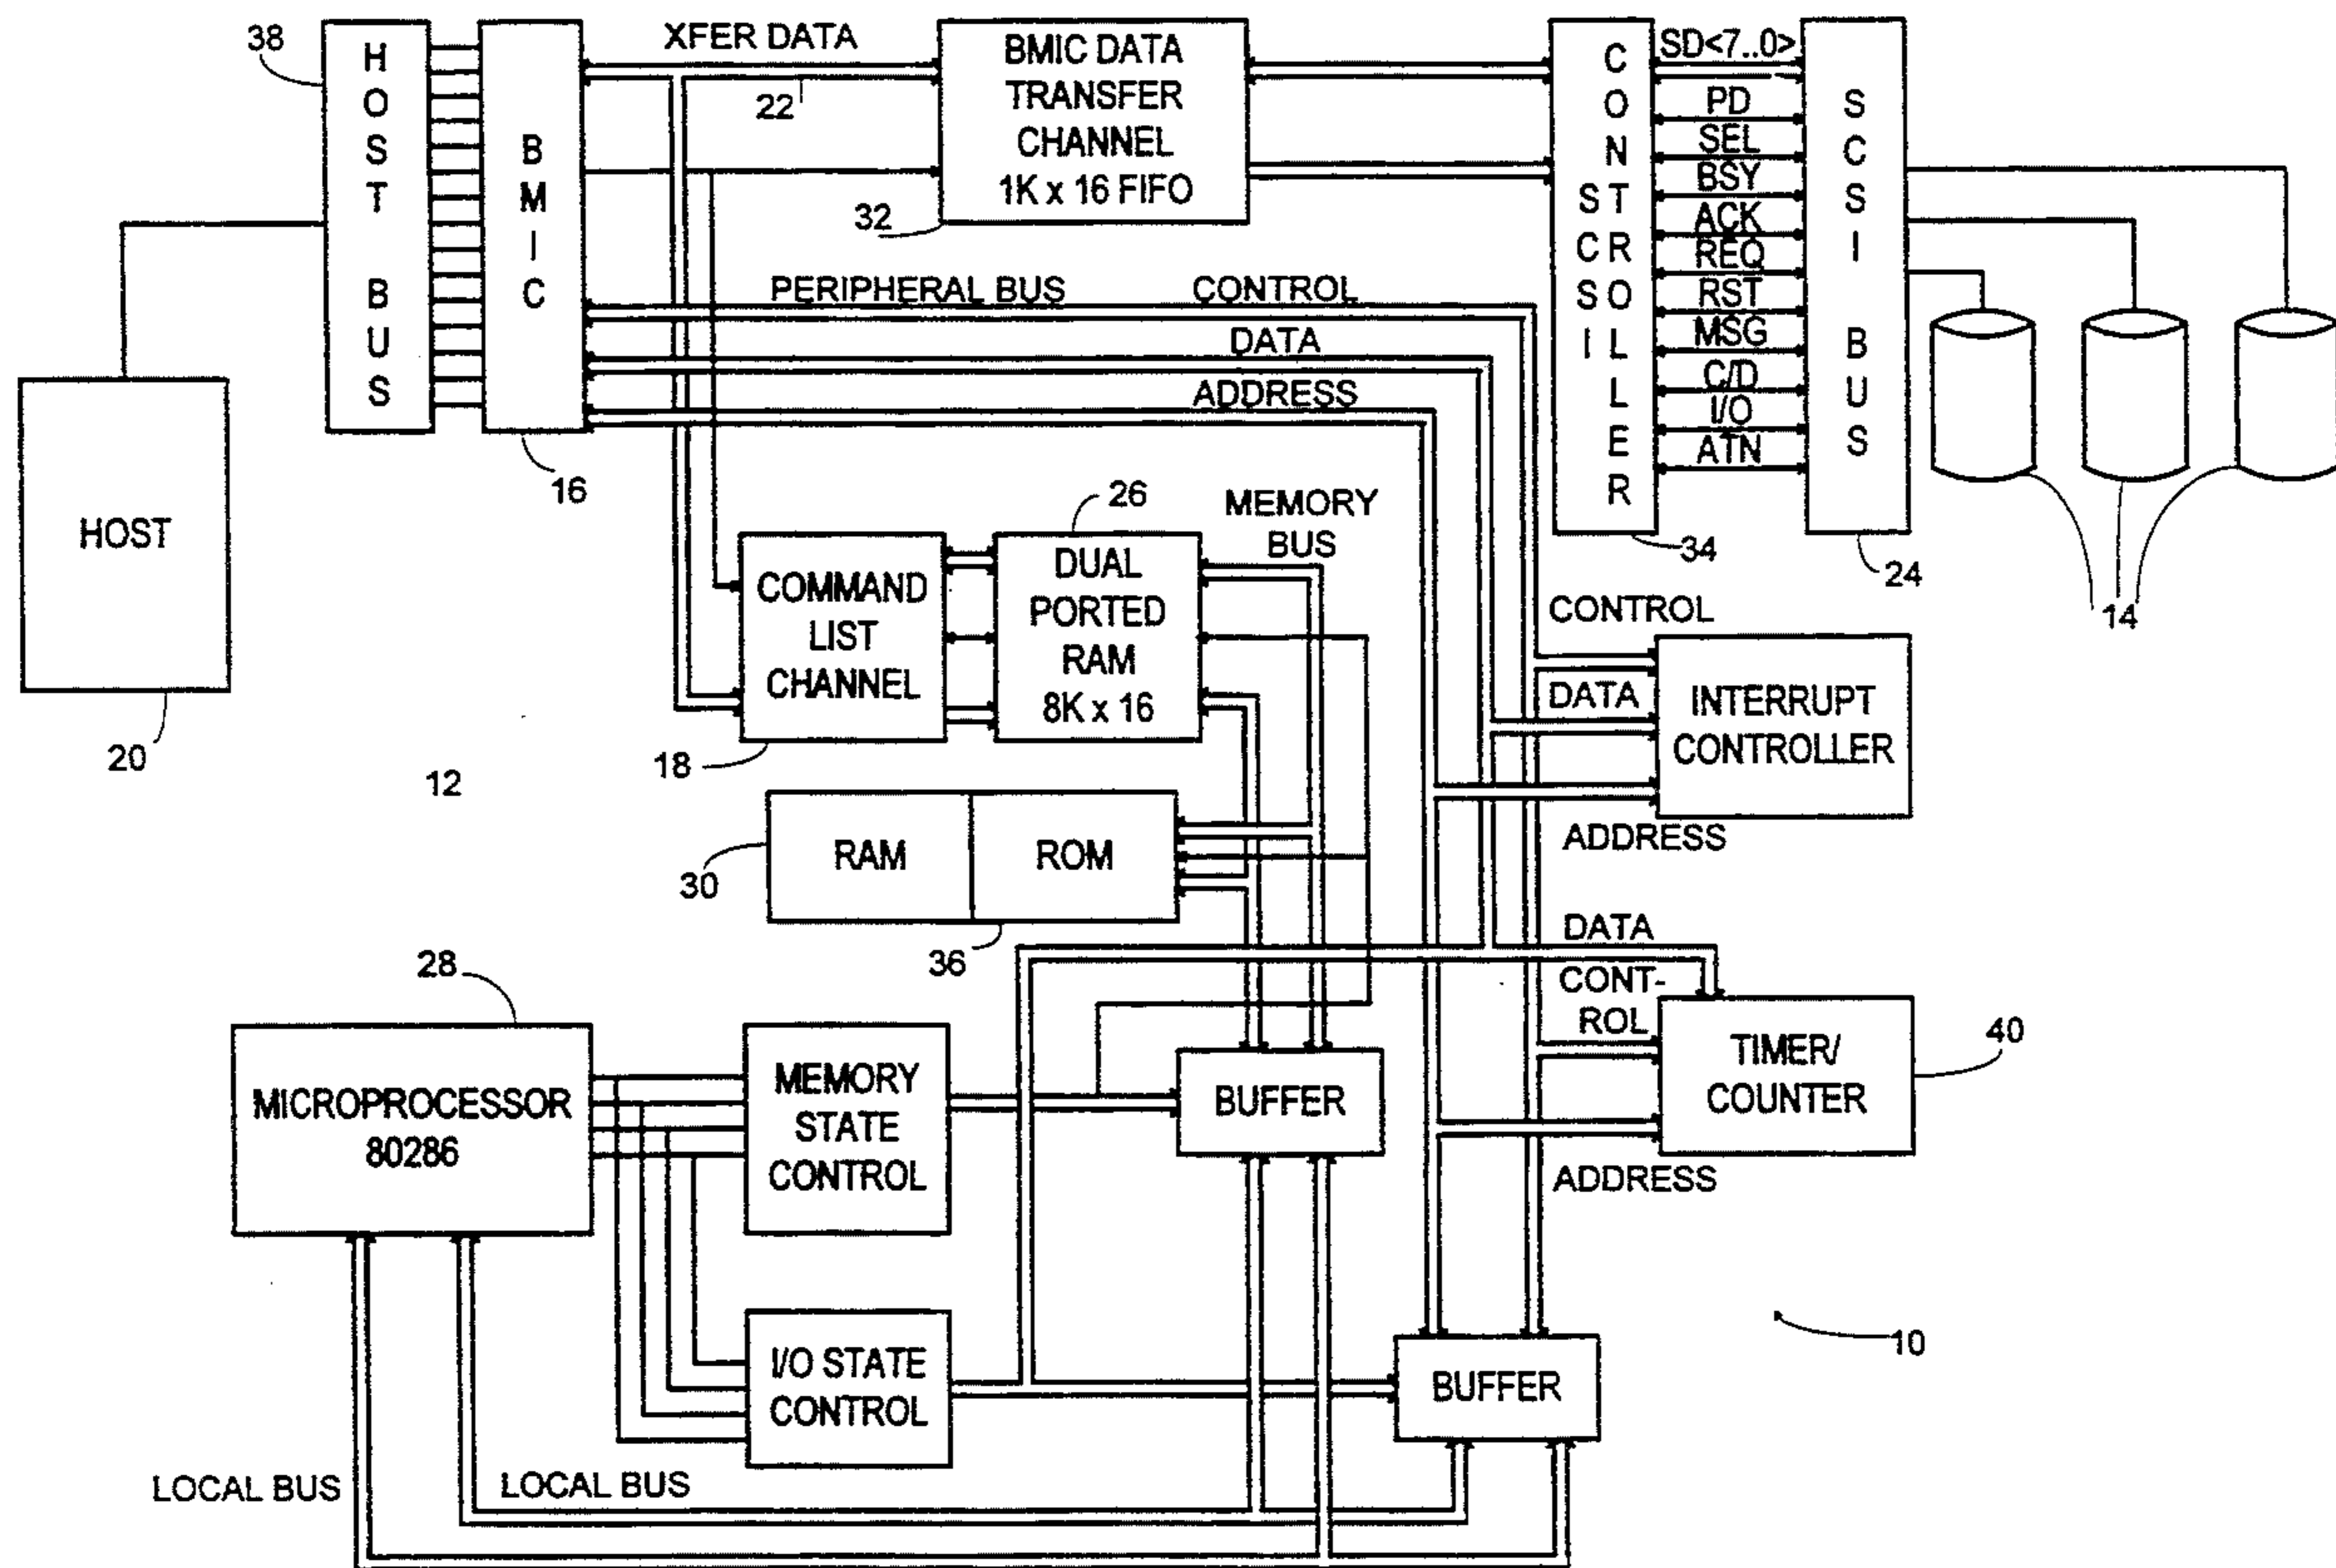 38
HOST BUS
BMIC
16
HOST
20
12
XFER DATA
22
BMIC DATA
TRANSFER
CHANNEL
1K x 16 FIFO
32
SCSI
CONTROLLER
34
SD<7..0>
PD
SEL
BSY
ACK
REQ
RST
MSG
C/D
I/O
ATN
SCSI BUS
24
14
PERIPHERAL BUS
CONTROL
DATA
ADDRESS
COMMAND
LIST
CHANNEL
18
26
DUAL
PORTED
RAM
8K x 16
MEMORY
BUS
CONTROL
DATA
INTERRUPT
CONTROLLER
ADDRESS
30
RAM
ROM
36
DATA
CONT-
ROL
TIMER/
COUNTER
40
ADDRESS
28
MICROPROCESSOR
80286
MEMORY
STATE
CONTROL
BUFFER
I/O STATE
CONTROL
BUFFER
10
LOCAL BUS
LOCAL BUS